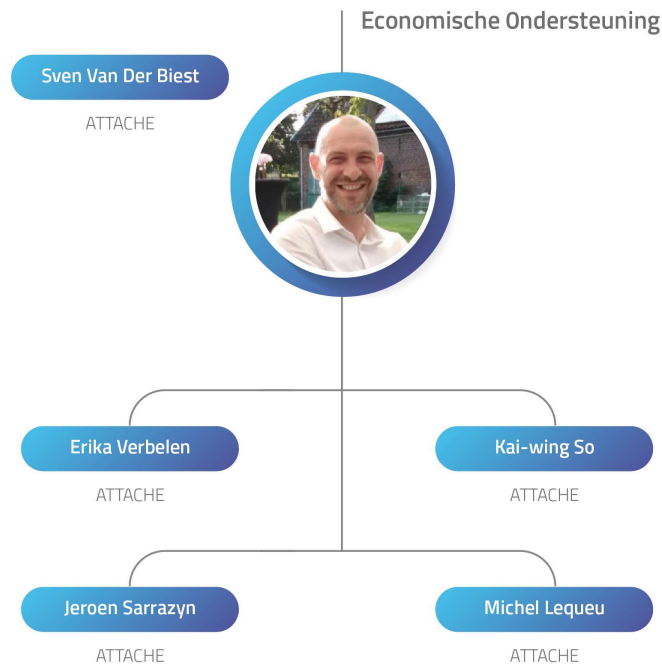 Economische Ondersteuning
Sven Van Der Biest
ATTACHE
Erika Verbelen
ATTACHE
Kai-wing So
ATTACHE
Jeroen Sarrazyn
ATTACHE
Michel Lequeu
ATTACHE